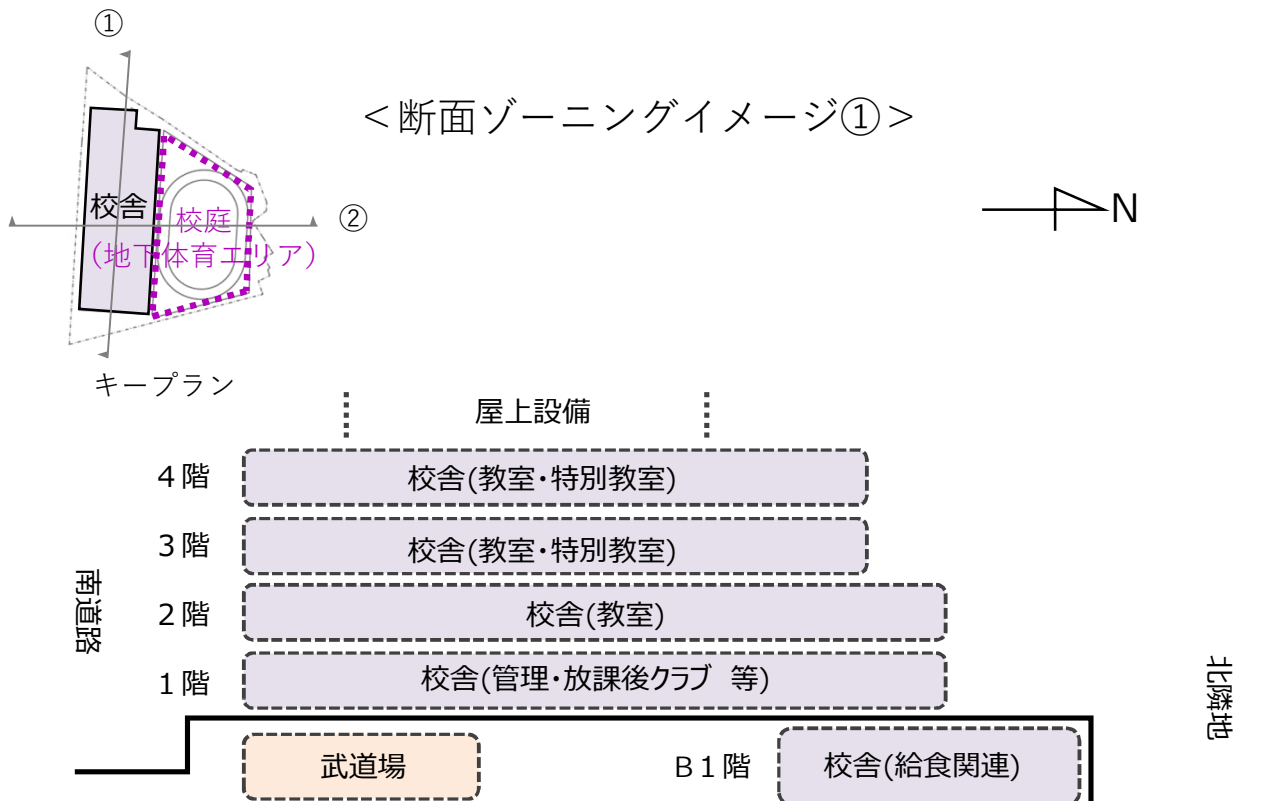 ①
＜断面ゾーニングイメージ①＞
N
校舎
校庭
②
(地下体育エリア)
キープラン
屋上設備
４階
校舎(教室･特別教室)
３階
校舎(教室･特別教室)
南道路
２階
校舎(教室)
１階
校舎(管理･放課後クラブ　等)
北隣地
武道場
B１階
校舎(給食関連)